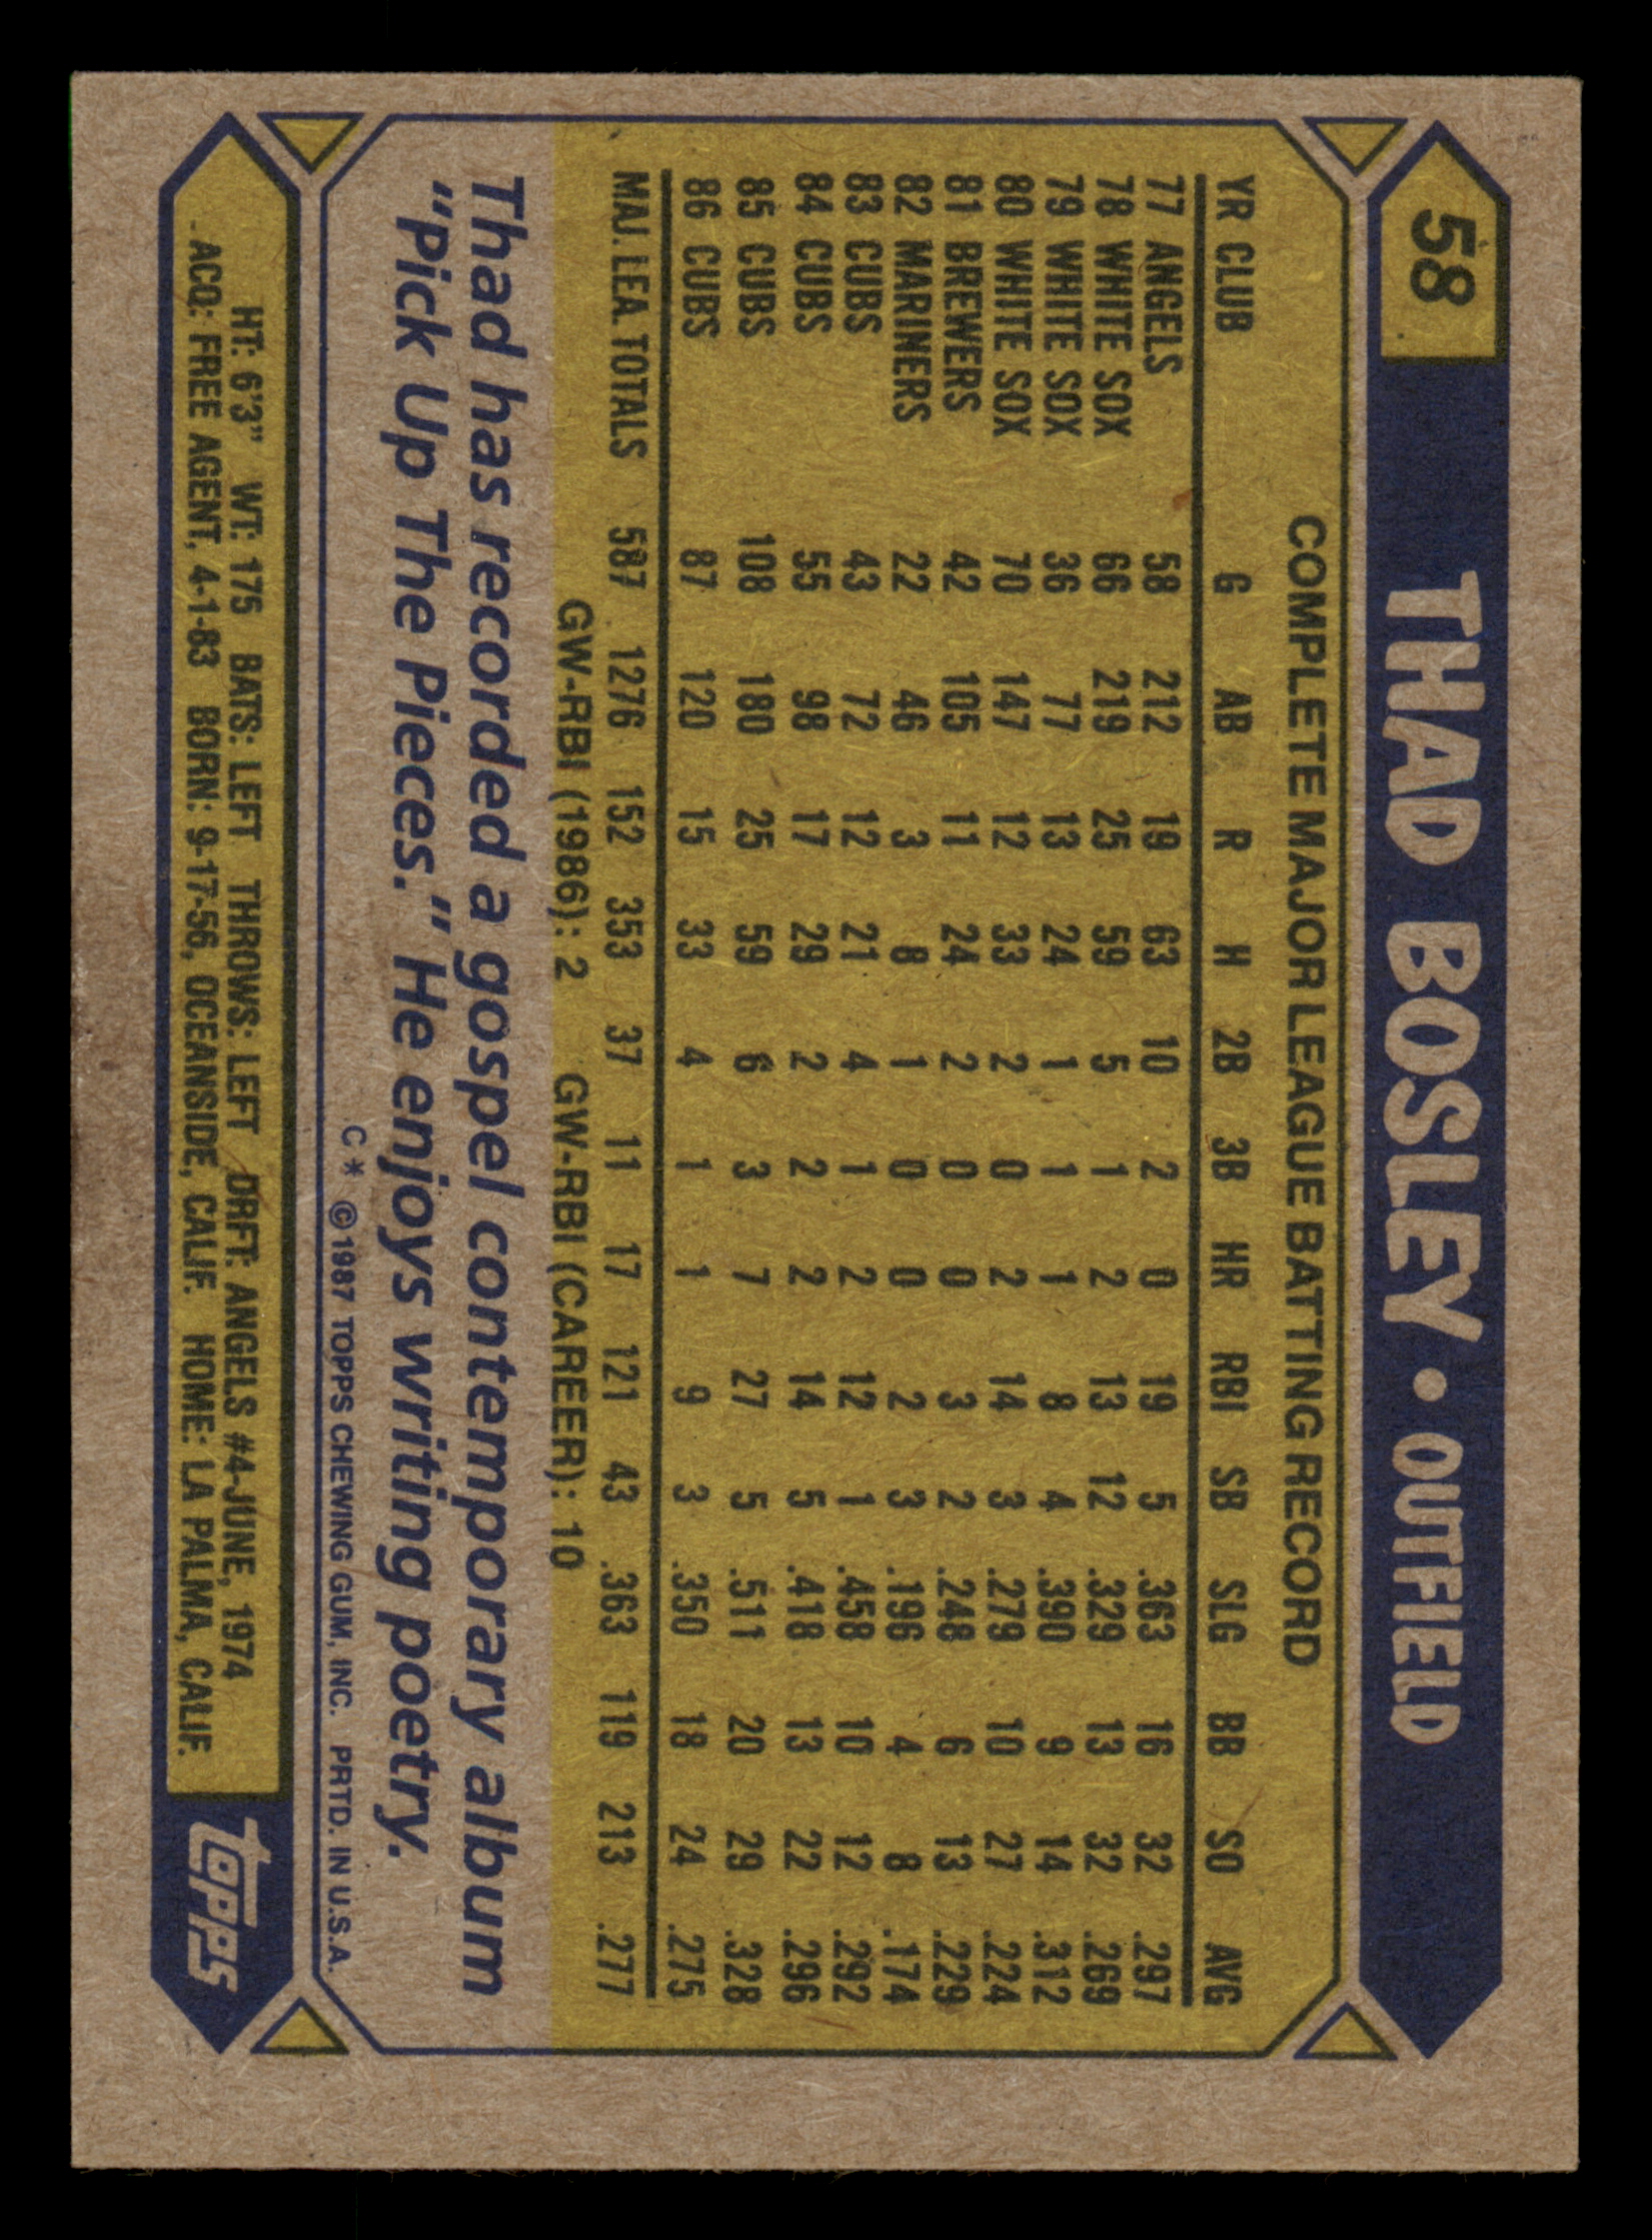 58 THAD BOSLEY • OUTFIELD
COMPLETE MAJOR LEAGUE BATTING RECORD
YR CLUB G AB R H 2B 3B HR RBI SB SLG BB SO AVG
77 ANGELS 58 212 19 63 10 2 0 19 5 .363 16 32 .297
78 WHITE SOX 66 219 25 59 5 1 2 13 12 .329 13 32 .269
79 WHITE SOX 36 77 13 24 1 1 1 8 4 .390 9 14 .312
80 WHITE SOX 70 147 12 33 2 0 2 14 3 .279 10 27 .224
81 BREWERS 42 105 11 24 2 0 0 3 2 .248 6 13 .229
82 MARINERS 22 46 3 8 1 0 0 2 3 .196 4 8 .174
83 CUBS 43 72 12 21 4 1 2 12 1 .458 10 12 .292
84 CUBS 55 98 17 29 2 2 2 14 5 .418 13 22 .296
85 CUBS 108 180 25 59 6 3 7 27 5 .511 20 29 .328
86 CUBS 87 120 15 33 4 1 1 9 3 .350 18 24 .275
MAJ. LEA. TOTALS 587 1276 152 353 37 11 17 121 43 .363 119 213 .277
GW-RBI (1986): 2 GW-RBI (CAREER): 10
Thad has recorded a gospel contemporary album
"Pick Up The Pieces." He enjoys writing poetry.
C* ©1987 TOPPS CHEWING GUM, INC. PRTD. IN U.S.A.
HT: 6'3" WT: 175 BATS: LEFT THROWS: LEFT DRFT: ANGELS #4-JUNE, 1974
ACQ: FREE AGENT, 4-1-83 BORN: 9-17-56, OCEANSIDE, CALIF. HOME: LA PALMA, CALIF.
topps